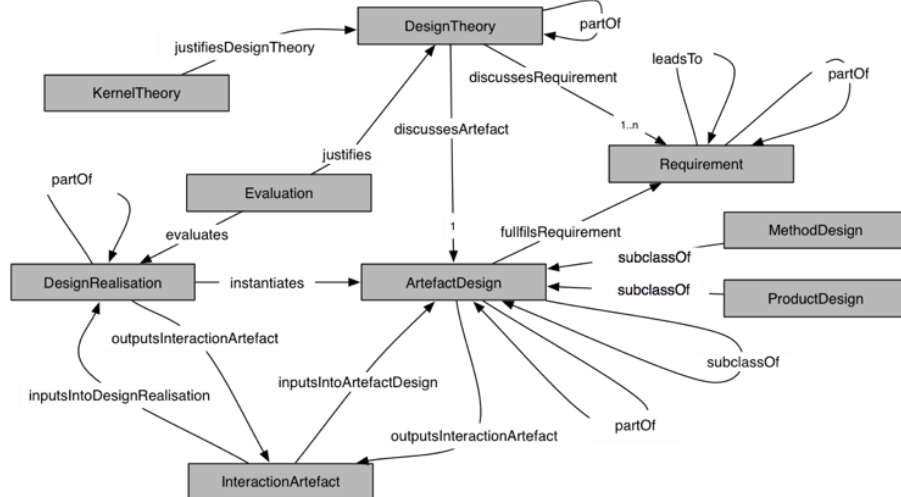 DesignTheory
partOf
justifiesDesignTheory
KernelTheory
discussesRequirement
leadsTo
partOf
discussesArtefact
1..n
justifies
Requirement
partOf
Evaluation
evaluates
1
fullfilsRequirement
MethodDesign
subclassOf
DesignRealisation
instantiates
ArtefactDesign
subclassOf
ProductDesign
outputsInteractionArtefact
subclassOf
inputsIntoArtefactDesign
inputsIntoDesignRealisation
partOf
outputsInteractionArtefact
InteractionArtefact